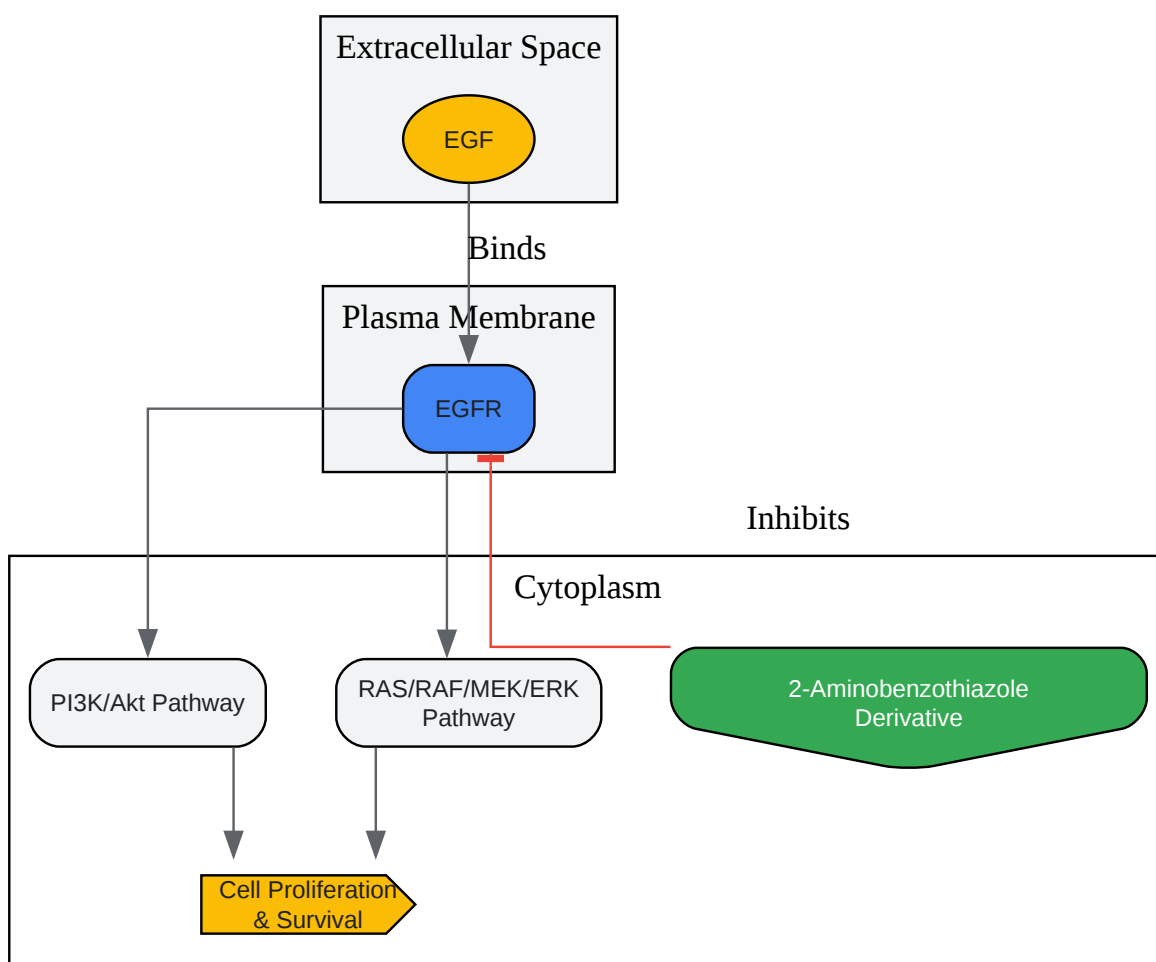 Extracellular Space
EGF
Binds
Plasma Membrane
EGFR
Inhibits
Cytoplasm
PI3K/Akt Pathway
RAS/RAF/MEK/ERK
Pathway
2-Aminobenzothiazole
Derivative
Cell Proliferation
& Survival